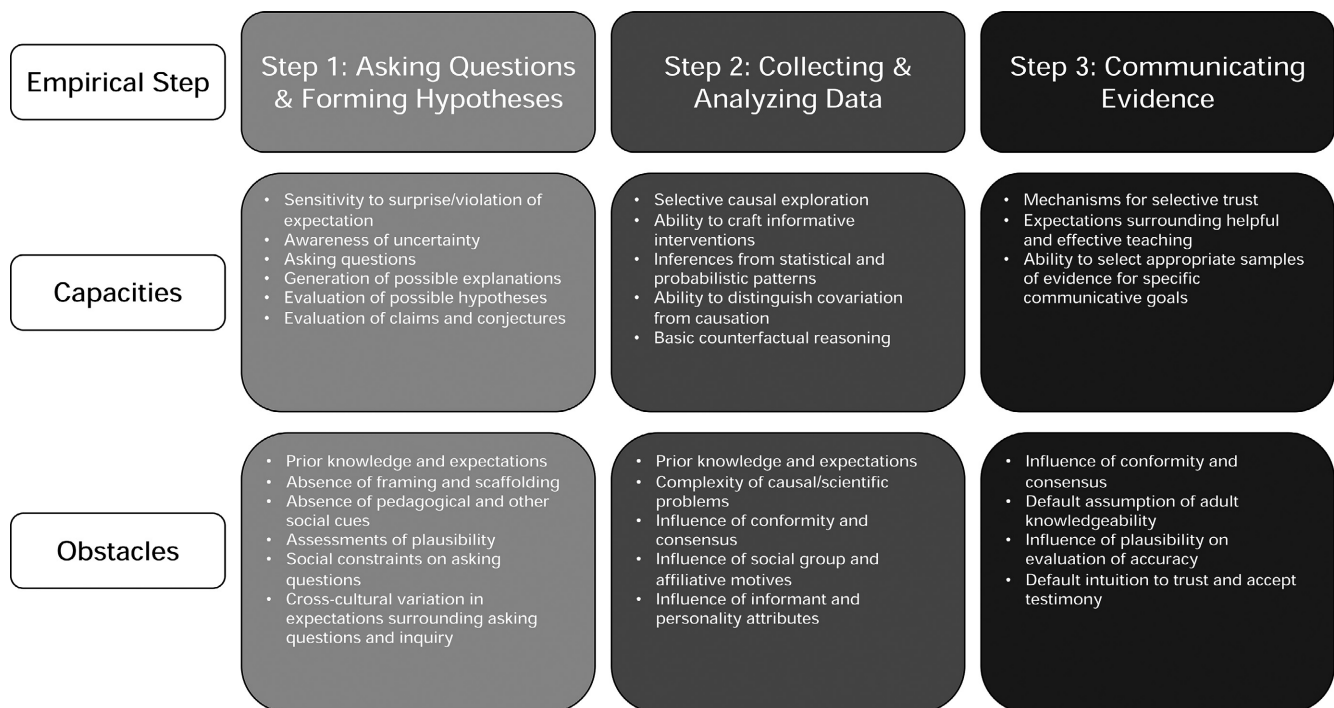 Empirical Step
Step 1: Asking Questions
& Forming Hypotheses
Step 2: Collecting &
Analyzing Data
Step 3: Communicating
Evidence
Capacities
• Sensitivity to surprise/violation of
expectation
• Awareness of uncertainty
• Asking questions
• Generation of possible explanations
• Evaluation of possible hypotheses
• Evaluation of claims and conjectures
• Selective causal exploration
• Ability to craft informative
interventions
• Inferences from statistical and
probabilistic patterns
• Ability to distinguish covariation
from causation
• Basic counterfactual reasoning
• Mechanisms for selective trust
• Expectations surrounding helpful
and effective teaching
• Ability to select appropriate samples
of evidence for specific
communicative goals
Obstacles
• Prior knowledge and expectations
• Absence of framing and scaffolding
• Absence of pedagogical and other
social cues
• Assessments of plausibility
• Social constraints on asking
questions
• Cross-cultural variation in
expectations surrounding asking
questions and inquiry
• Prior knowledge and expectations
• Complexity of causal/scientific
problems
• Influence of conformity and
consensus
• Influence of social group and
affiliative motives
• Influence of informant and
personality attributes
• Influence of conformity and
consensus
• Default assumption of adult
knowledgeability
• Influence of plausibility on
evaluation of accuracy
• Default intuition to trust and accept
testimony